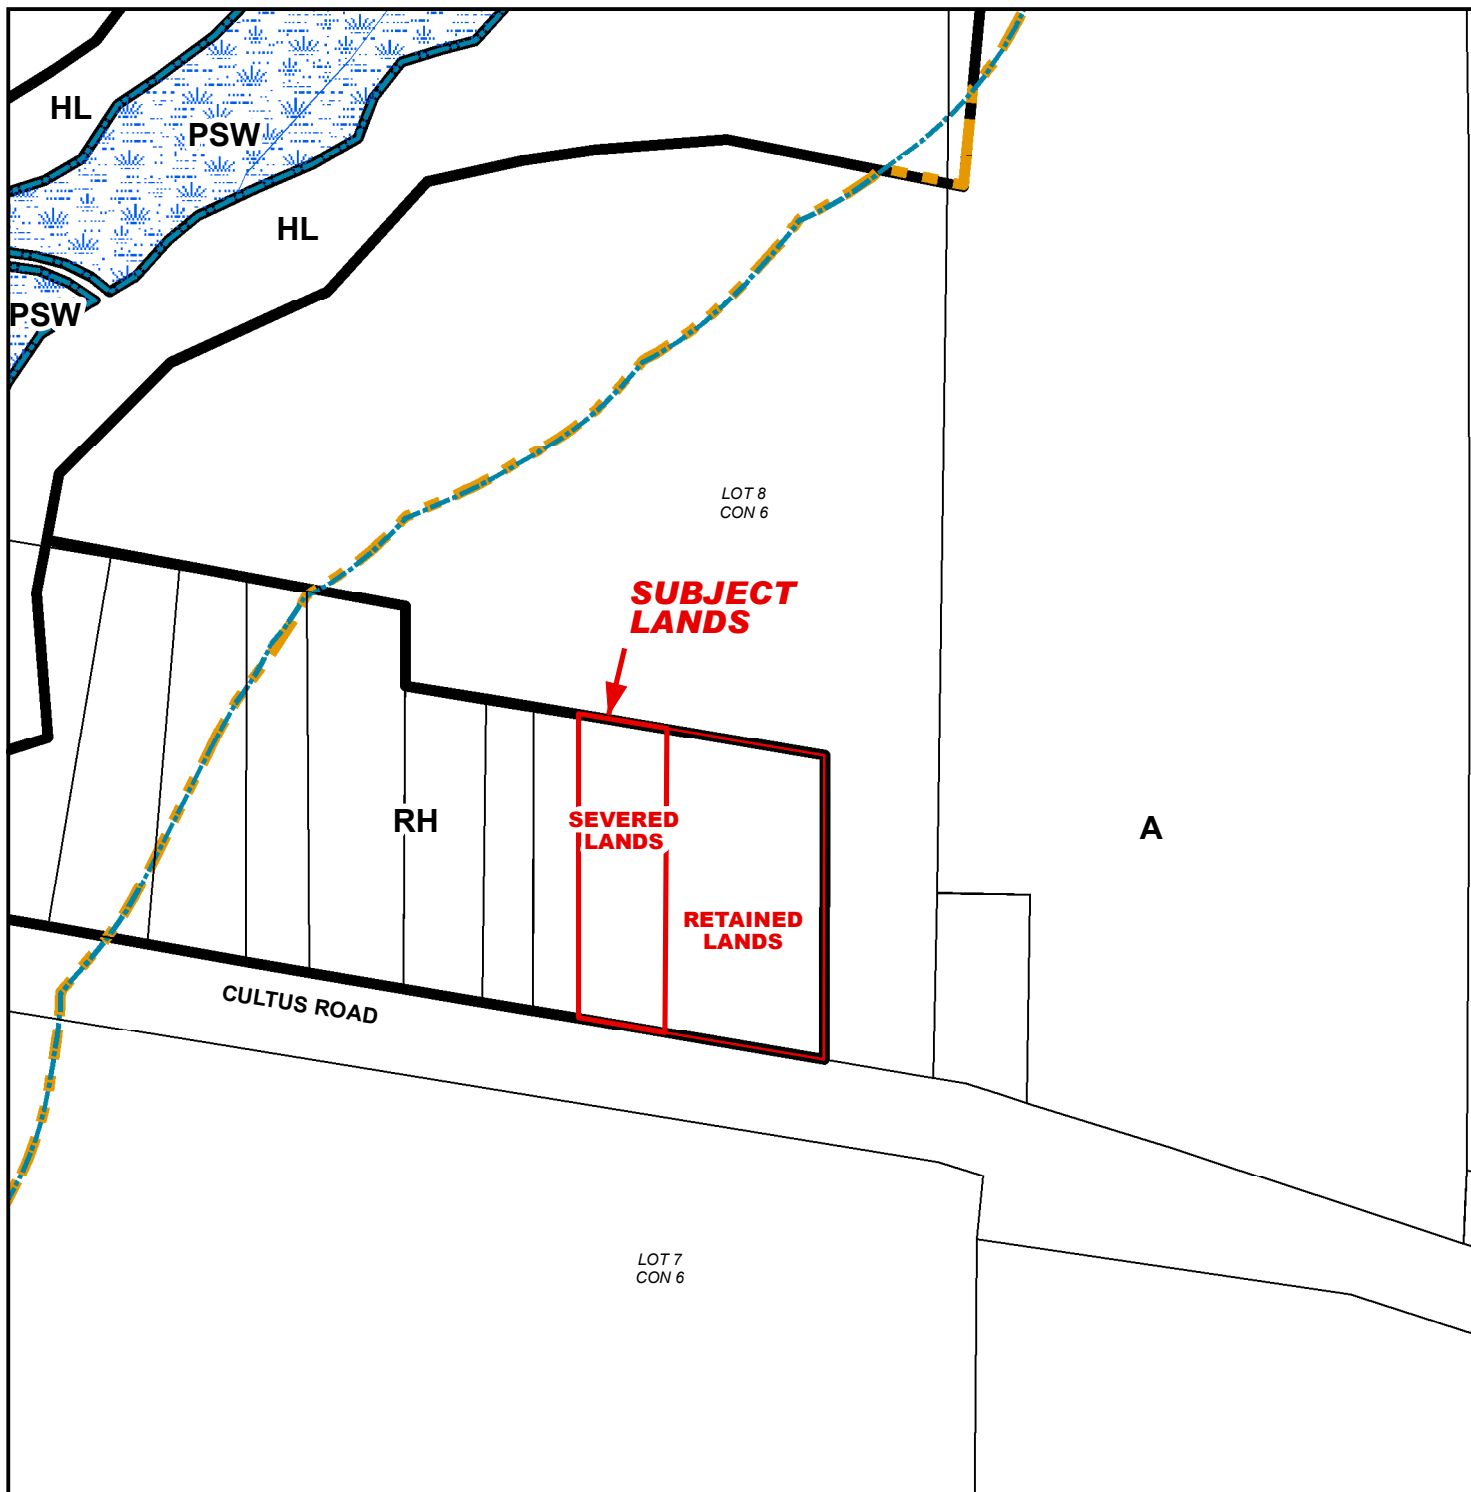 HL
PSW
HL
PSW
LOT 8
CON 6
SUBJECT
LANDS
SEVERED
LANDS
RH
A
RETAINED
LANDS
CULTUS ROAD
LOT 7
CON 6